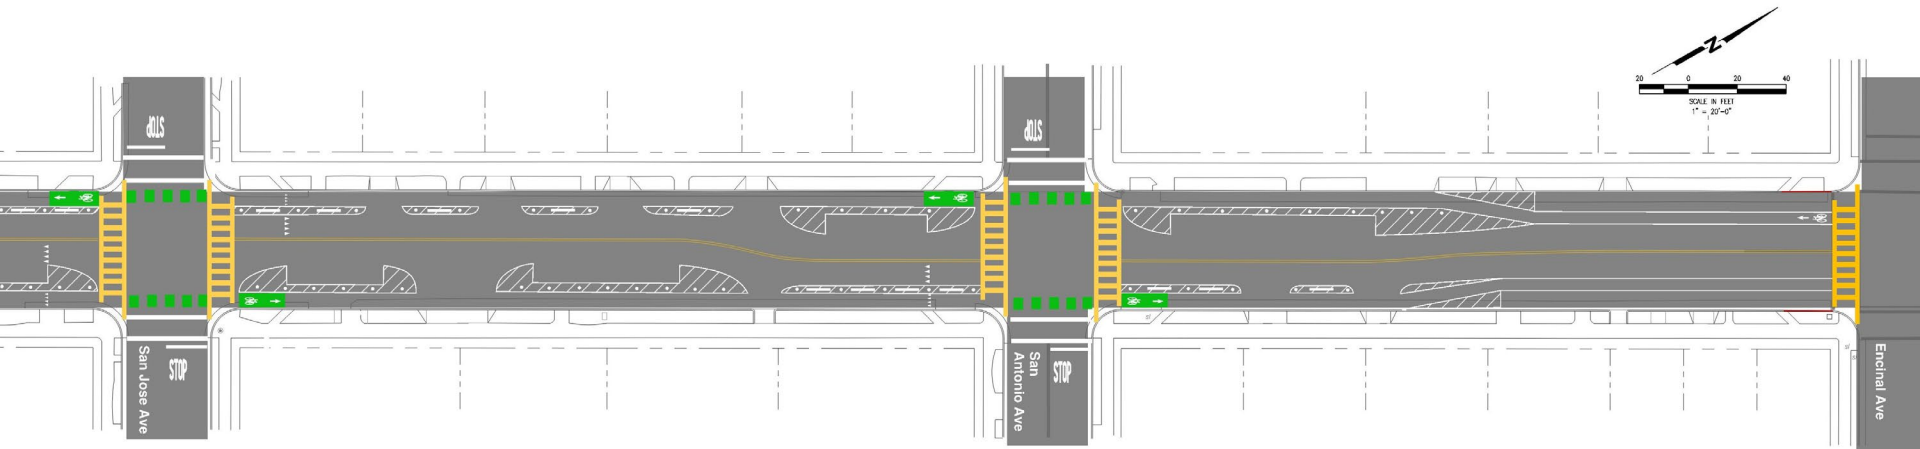 N
20 0 20 40
SCALE IN FEET
1" = 20'-0"
STOP
STOP
San Jose Ave
STOP
San
Antonio Ave
STOP
Encinal Ave